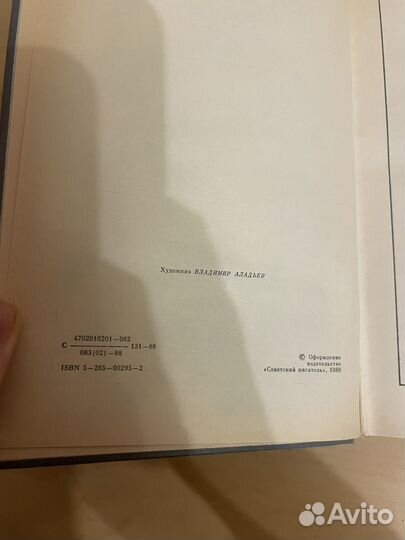 Художник ВЛАДИМИР АЛАДЬЕВ
4702010201—062
С ——————— 131—88
083(02)—88
ISBN 5—265—00295—2
© Оформление
издательство
«Советский писатель», 1988
Avito